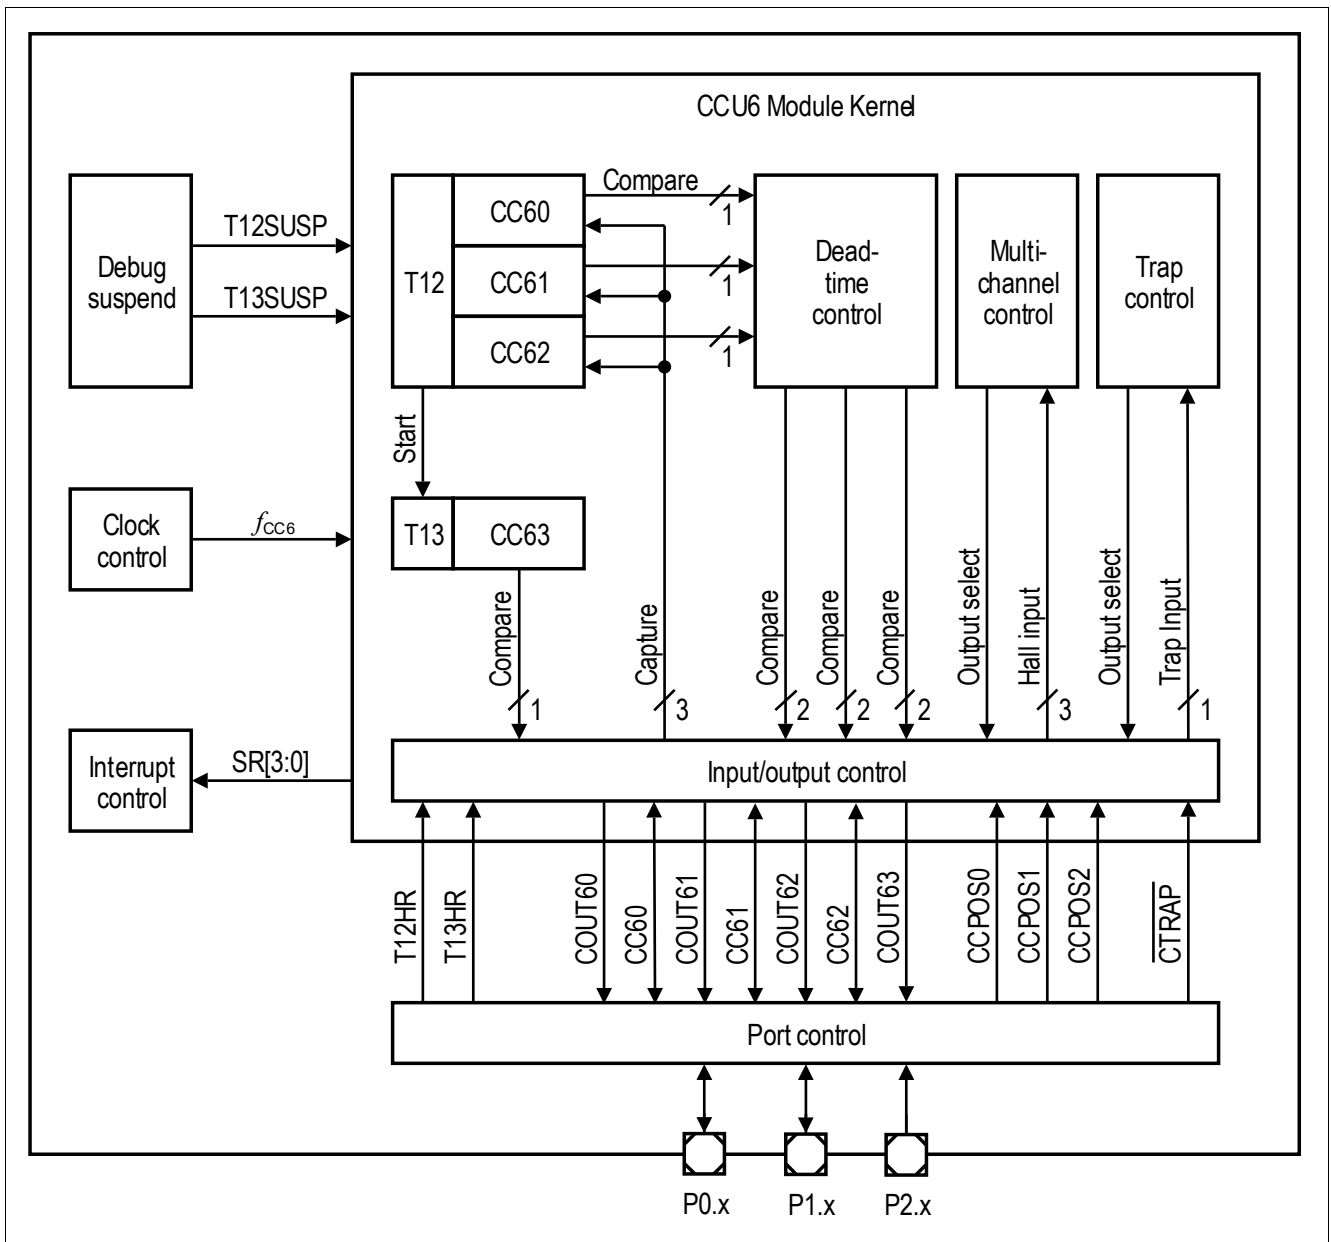 CCU6 Module Kernel
Debug
suspend
T12SUSP
T13SUSP
T12
CC60
CC61
CC62
Compare
1
1
1
Dead-
time
control
Multi-
channel
control
Trap
control
Start
T13
CC63
Clock
control
fCC6
Compare
1
Capture
3
Compare
2
Compare
2
Compare
2
Output select
Hall input
3
Output select
Trap Input
1
Interrupt
control
SR[3:0]
Input/output control
T12HR
T13HR
COUT60
CC60
COUT61
CC61
COUT62
CC62
COUT63
CCPOS0
CCPOS1
CCPOS2
CTRAP
Port control
P0.x
P1.x
P2.x